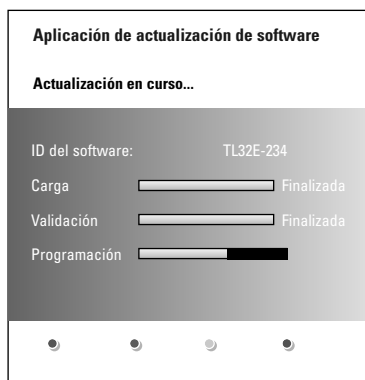 Aplicación de actualización de software
Actualización en curso...
ID del software: TL32E-234
Carga Finalizada
Validación Finalizada
Programación